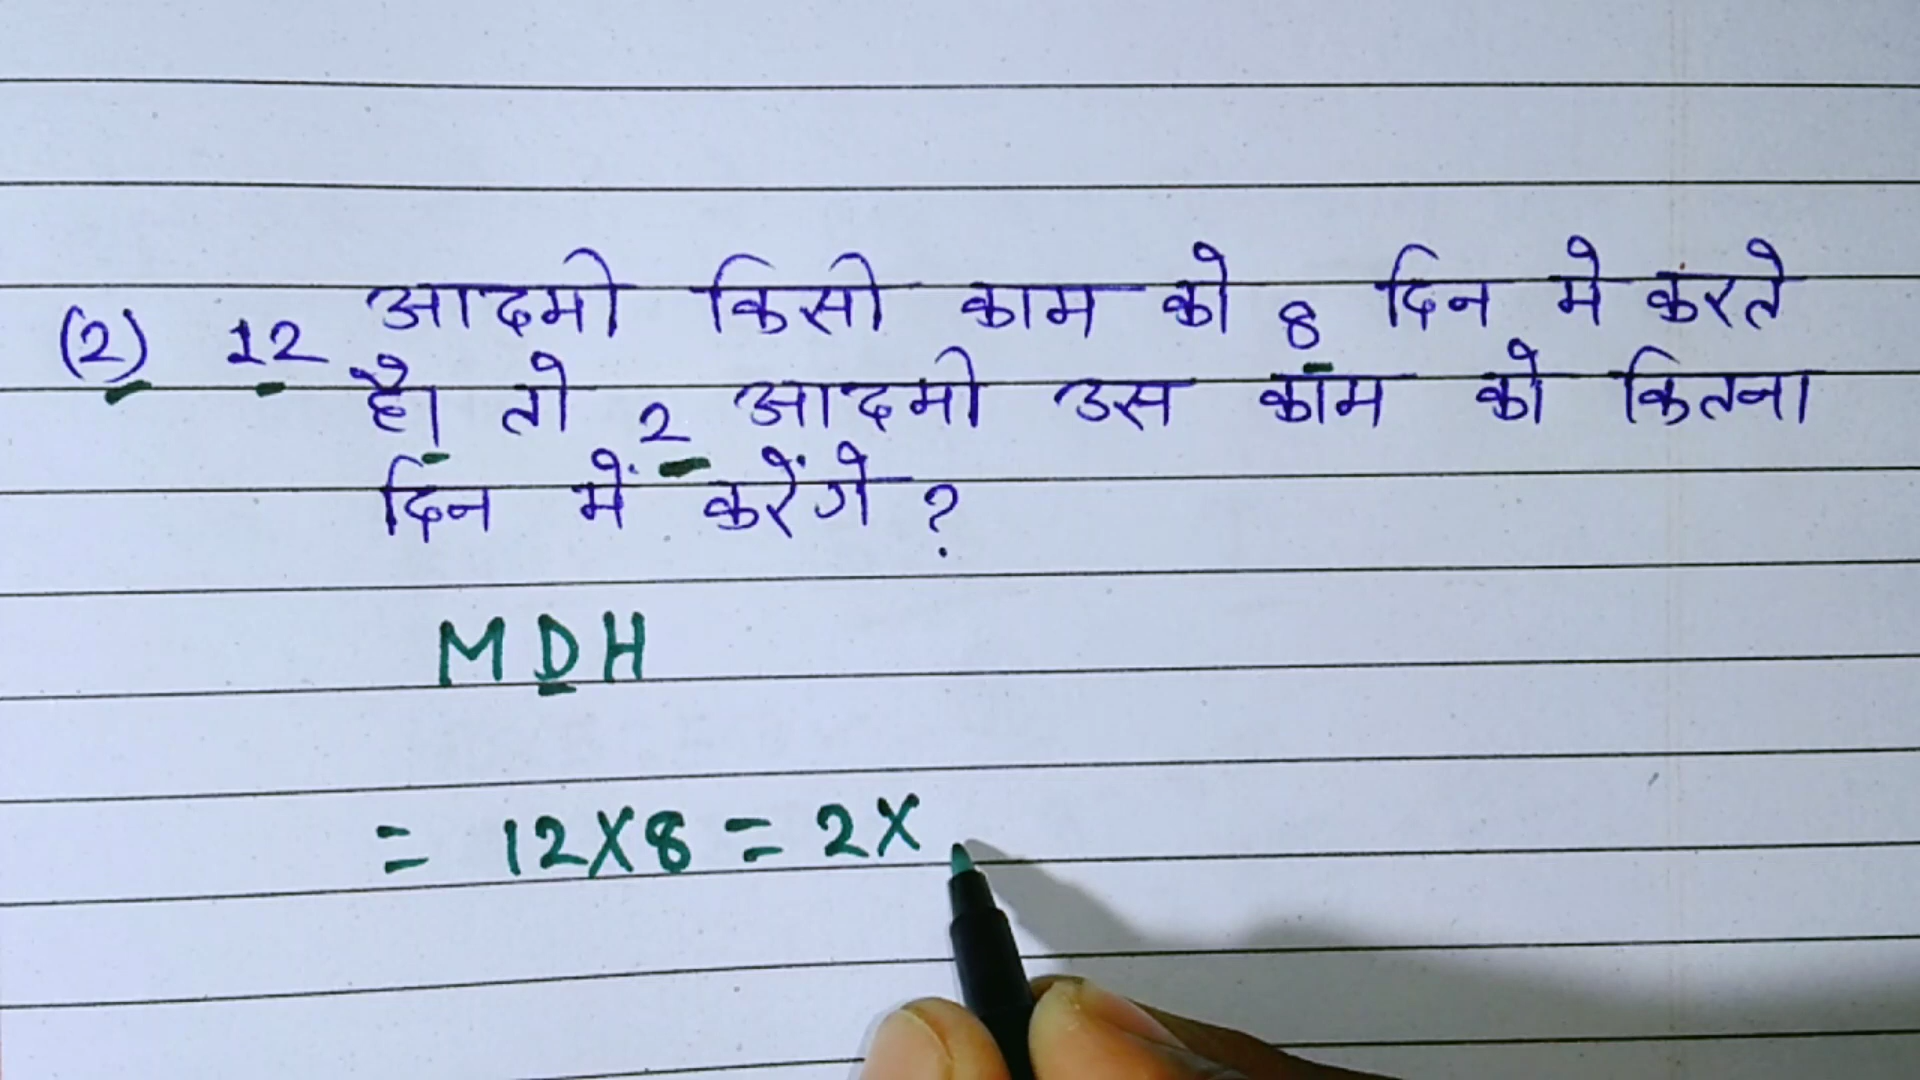 (2) 12 आदमी किसी काम को 8 दिन मे करते
है। तो 2 आदमी उस काम को कितना
दिन में करेंगे ?
MDH
= 12X8 = 2X